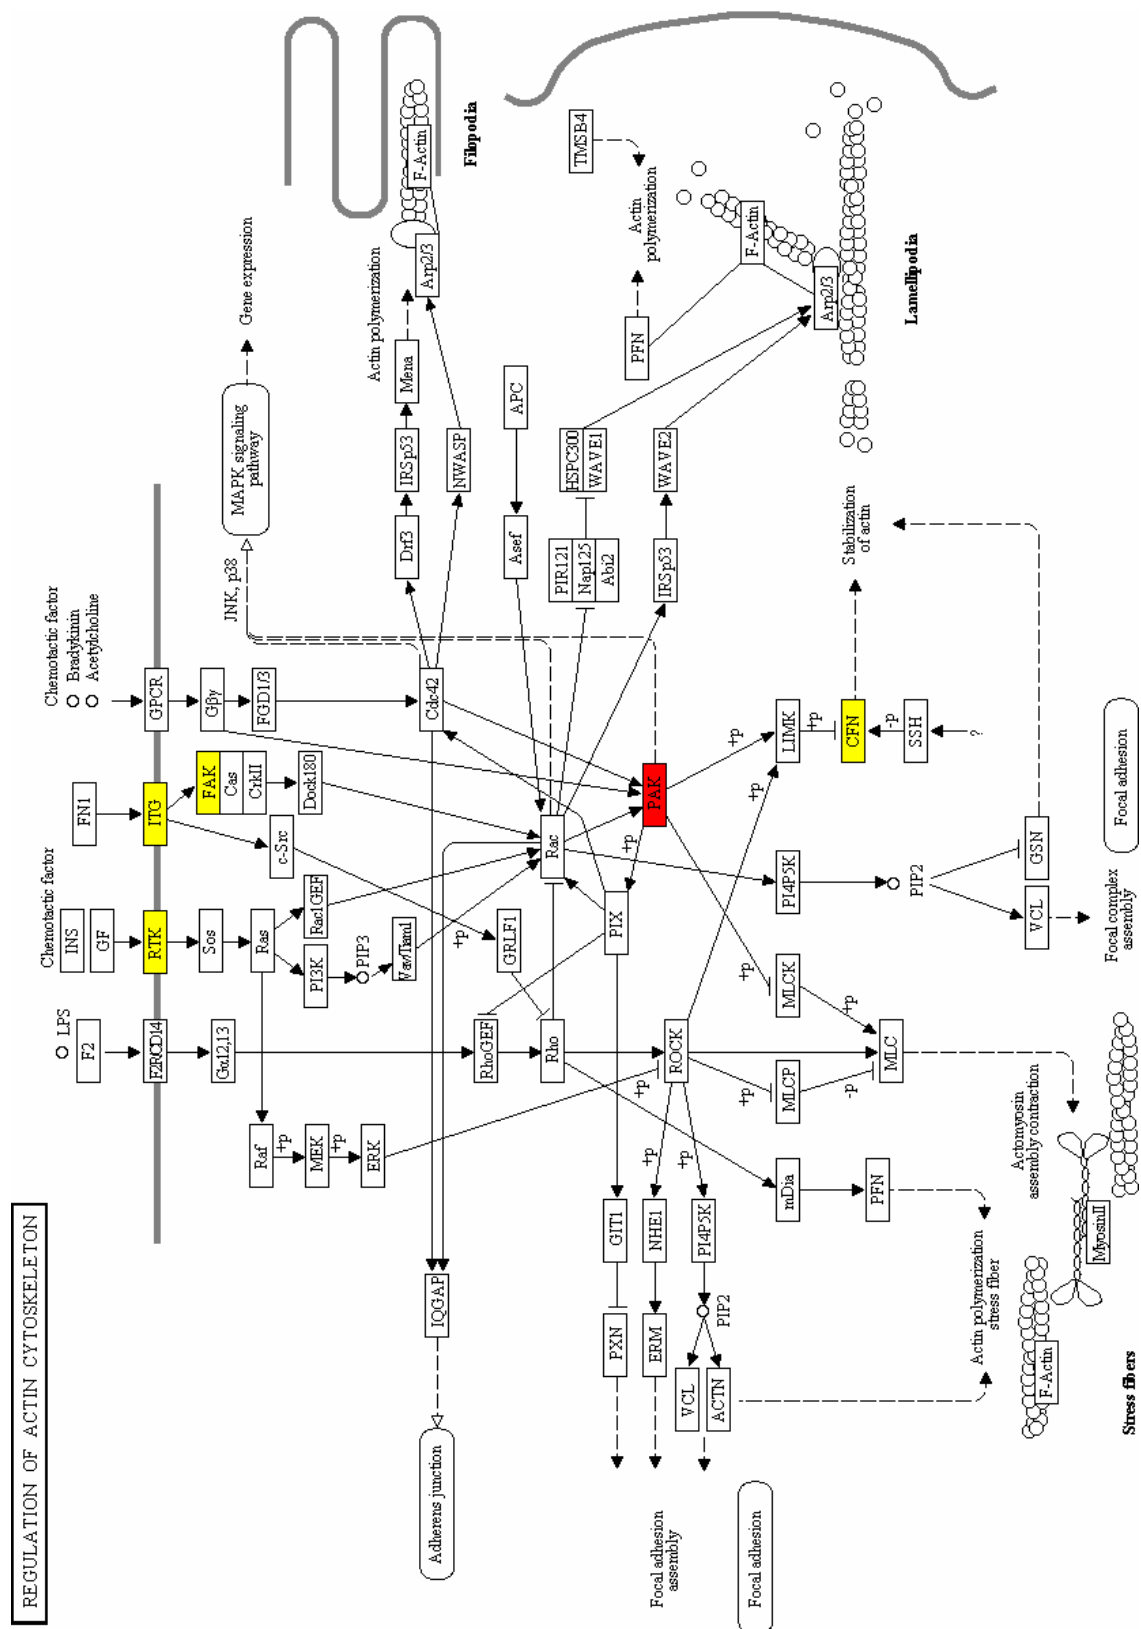 REGULATION OF ACTIN CYTOSKELETON
LPS
F2
F2R/CD14
Gα12,13
Chemotactic factor
INS
GF
RTK
Sos
Ras
Raf
+p
MEK
+p
ERK
Rac1GEF
PI3K
PIP3
Vav/Tiam1
FN1
ITG
FAK
Cas
CrkII
Dock180
c-Src
Chemotactic factor
Bradykinin
Acetylcholine
GPCR
Gβγ
FGD1/3
Cdc42
JNK, p38
MAPK signaling
pathway
Gene expression
Drf3
IRSp53
Mena
Actin polymerization
NWASP
Arp2/3
F-Actin
Filopodia
APC
Asef
Rac
+p
GRLF1
RhoGEF
Rho
IQGAP
Adherens junction
PIR121
Nap125
Abi2
HSPC300
WAVE1
IRSp53
WAVE2
TMSB4
Actin
polymerization
PFN
F-Actin
Arp2/3
Lamellipodia
PIX
+p
PAK
GIT1
PXN
+p
ROCK
+p
NHE1
ERM
+p
PI4P5K
PIP2
VCL
ACTN
Focal adhesion
assembly
Focal adhesion
+p
LIMK
+p
+p
CFN
-p
SSH
?
Stabilization
of actin
PI4P5K
PIP2
GSN
VCL
Focal complex
assembly
Focal adhesion
+p
MLCK
+p
+p
MLCP
-p
MLC
Actomyosin
assembly contraction
mDia
PFN
Actin polymerization
stress fiber
MyosinII
F-Actin
Stress fibers